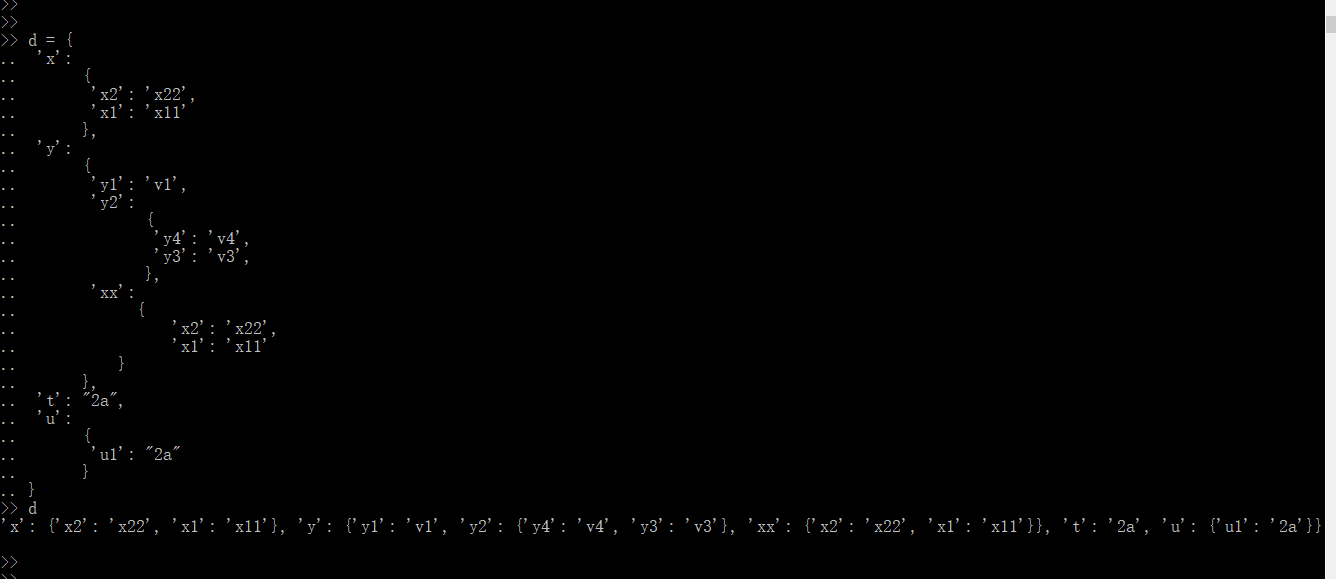 >>
>>
>> d = {
..  'x':
..       {
..        'x2': 'x22',
..        'x1': 'x11'
..       },
..  'y':
..       {
..        'y1': 'v1',
..        'y2':
..              {
..               'y4': 'v4',
..               'y3': 'v3',
..              },
..        'xx':
..             {
..                 'x2': 'x22',
..                 'x1': 'x11'
..           }
..       },
..  't': "2a",
..  'u':
..       {
..        'u1': "2a"
..       }
.. }
>> d
'x': {'x2': 'x22', 'x1': 'x11'}, 'y': {'y1': 'v1', 'y2': {'y4': 'v4', 'y3': 'v3'}, 'xx': {'x2': 'x22', 'x1': 'x11'}}, 't': '2a', 'u': {'u1': '2a'}}
>>
>>